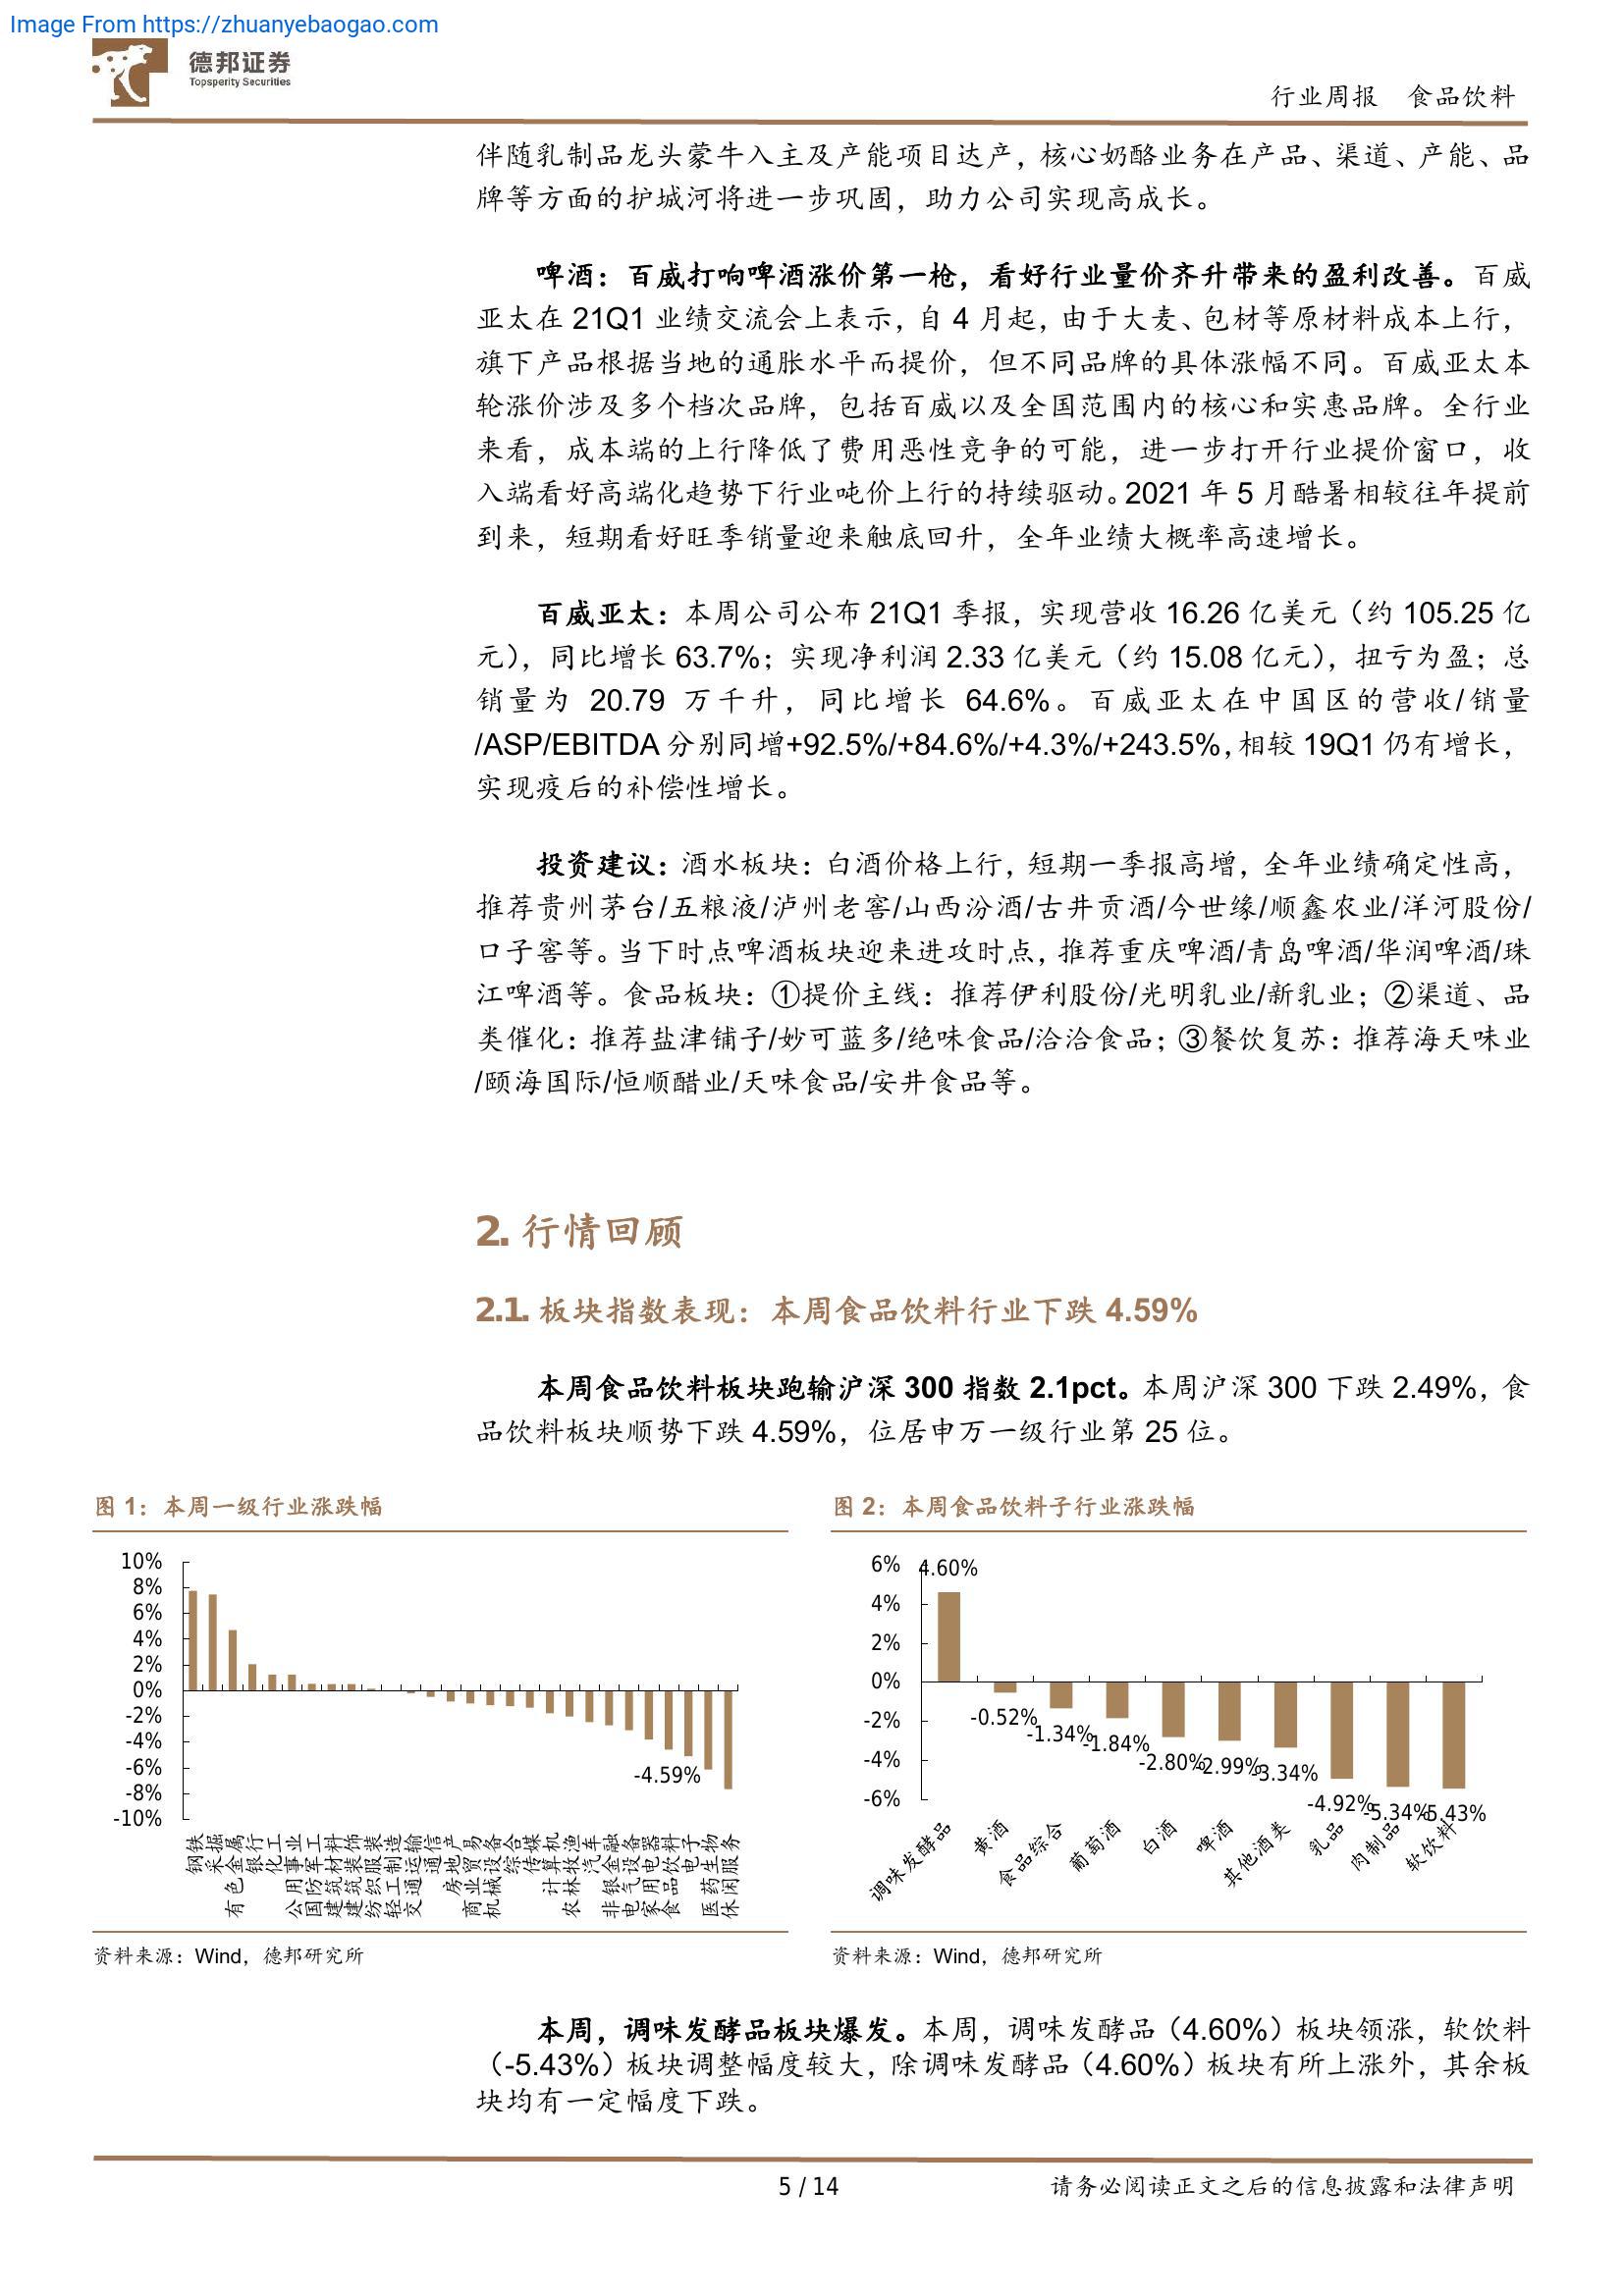 Image From https://zhuanyebaogao.com
德邦证券
Topsperity Securities
行业周报 食品饮料
伴随乳制品龙头蒙牛入主及产能项目达产，核心奶酪业务在产品、渠道、产能、品
牌等方面的护城河将进一步巩固，助力公司实现高成长。
啤酒：百威打响啤酒涨价第一枪，看好行业量价齐升带来的盈利改善。百威
亚太在 21Q1 业绩交流会上表示，自 4 月起，由于大麦、包材等原材料成本上行，
旗下产品根据当地的通胀水平而提价，但不同品牌的具体涨幅不同。百威亚太本
轮涨价涉及多个档次品牌，包括百威以及全国范围内的核心和实惠品牌。全行业
来看，成本端的上行降低了费用恶性竞争的可能，进一步打开行业提价窗口，收
入端看好高端化趋势下行业吨价上行的持续驱动。2021 年 5 月酷暑相较往年提前
到来，短期看好旺季销量迎来触底回升，全年业绩大概率高速增长。
百威亚太：本周公司公布 21Q1 季报，实现营收 16.26 亿美元（约 105.25 亿
元），同比增长 63.7%；实现净利润 2.33 亿美元（约 15.08 亿元），扭亏为盈；总
销量为 20.79 万千升，同比增长 64.6%。百威亚太在中国区的营收/销量
/ASP/EBITDA 分别同增+92.5%/+84.6%/+4.3%/+243.5%，相较 19Q1 仍有增长，
实现疫后的补偿性增长。
投资建议：酒水板块：白酒价格上行，短期一季报高增，全年业绩确定性高，
推荐贵州茅台/五粮液/泸州老窖/山西汾酒/古井贡酒/今世缘/顺鑫农业/洋河股份/
口子窖等。当下时点啤酒板块迎来进攻时点，推荐重庆啤酒/青岛啤酒/华润啤酒/珠
江啤酒等。食品板块：①提价主线：推荐伊利股份/光明乳业/新乳业；②渠道、品
类催化：推荐盐津铺子/妙可蓝多/绝味食品/洽洽食品；③餐饮复苏：推荐海天味业
/颐海国际/恒顺醋业/天味食品/安井食品等。
2. 行情回顾
2.1. 板块指数表现：本周食品饮料行业下跌 4.59%
本周食品饮料板块跑输沪深 300 指数 2.1pct。本周沪深 300 下跌 2.49%，食
品饮料板块顺势下跌 4.59%，位居申万一级行业第 25 位。
图 1：本周一级行业涨跌幅
10%
8%
6%
4%
2%
0%
-2%
-4%
-6%
-8%
-10%
-4.59%
钢铁
采掘
有色金属
银行
化工
公用事业
国防军工
建筑材料
建筑装饰
纺织服装
轻工制造
交通运输
通信
房地产
商业贸易
机械设备
综合
传媒
计算机
农林牧渔
汽车
非银金融
电气设备
家用电器
食品饮料
电子
医药生物
休闲服务
资料来源：Wind，德邦研究所
图 2：本周食品饮料子行业涨跌幅
6%
4%
2%
0%
-2%
-4%
-6%
4.60%
-0.52%
-1.34%
-1.84%
-2.80%
-2.99%
-3.34%
-4.92%
-5.34%
-5.43%
调味发酵品
黄酒
食品综合
葡萄酒
白酒
啤酒
其他酒类
乳品
肉制品
软饮料
资料来源：Wind，德邦研究所
本周，调味发酵品板块爆发。本周，调味发酵品（4.60%）板块领涨，软饮料
（-5.43%）板块调整幅度较大，除调味发酵品（4.60%）板块有所上涨外，其余板
块均有一定幅度下跌。
5 / 14
请务必阅读正文之后的信息披露和法律声明